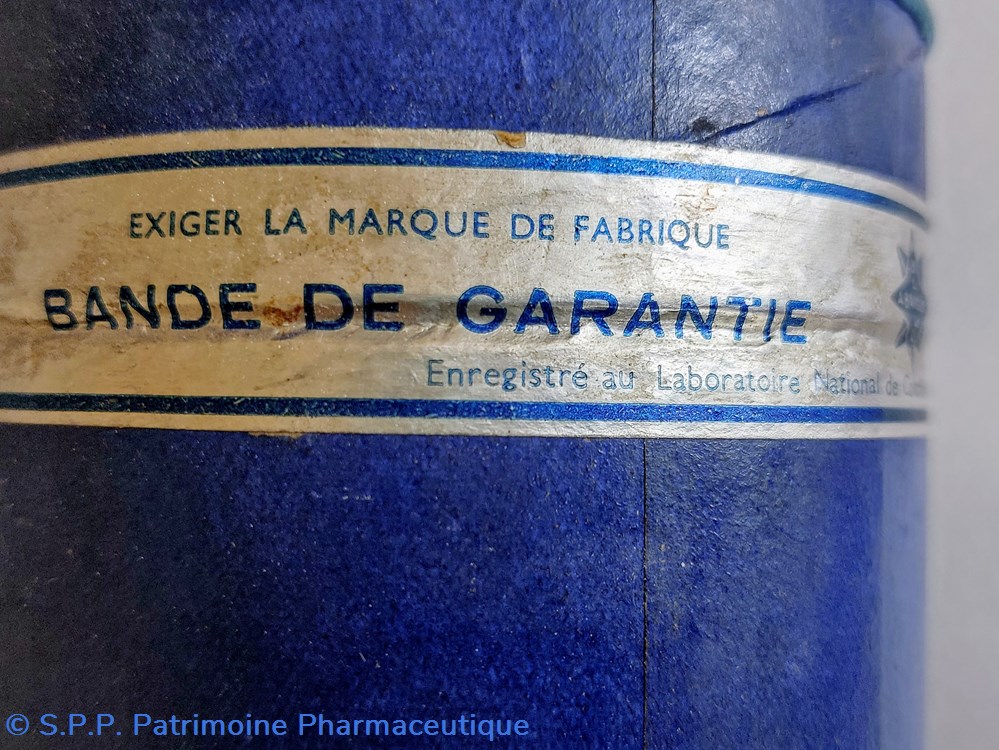 EXIGER LA MARQUE DE FABRIQUE
BANDE DE GARANTIE
Enregistré au Laboratoire National de
© S.P.P. Patrimoine Pharmaceutique